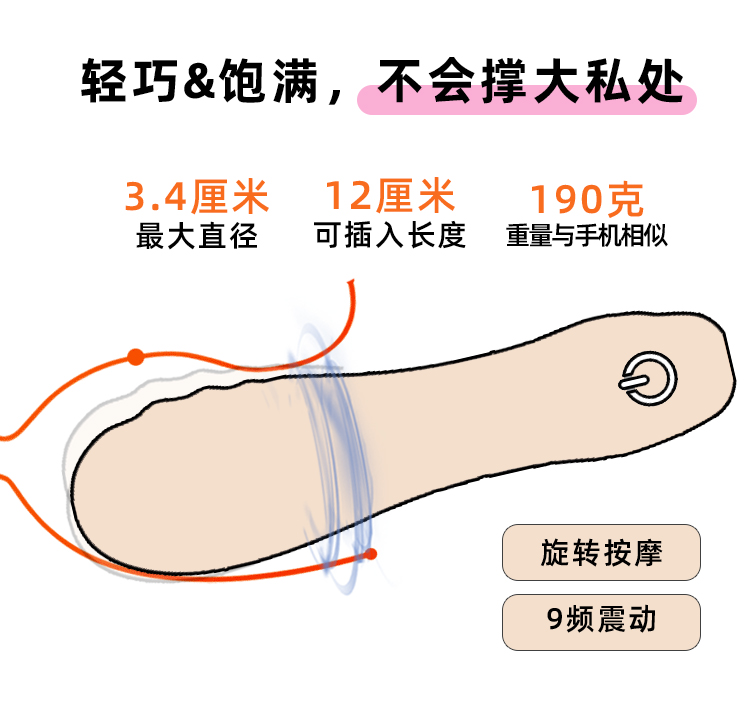 轻巧&饱满，不会撑大私处
3.4厘米 12厘米 190克
最大直径 可插入长度 重量与手机相似
旋转按摩
9频震动